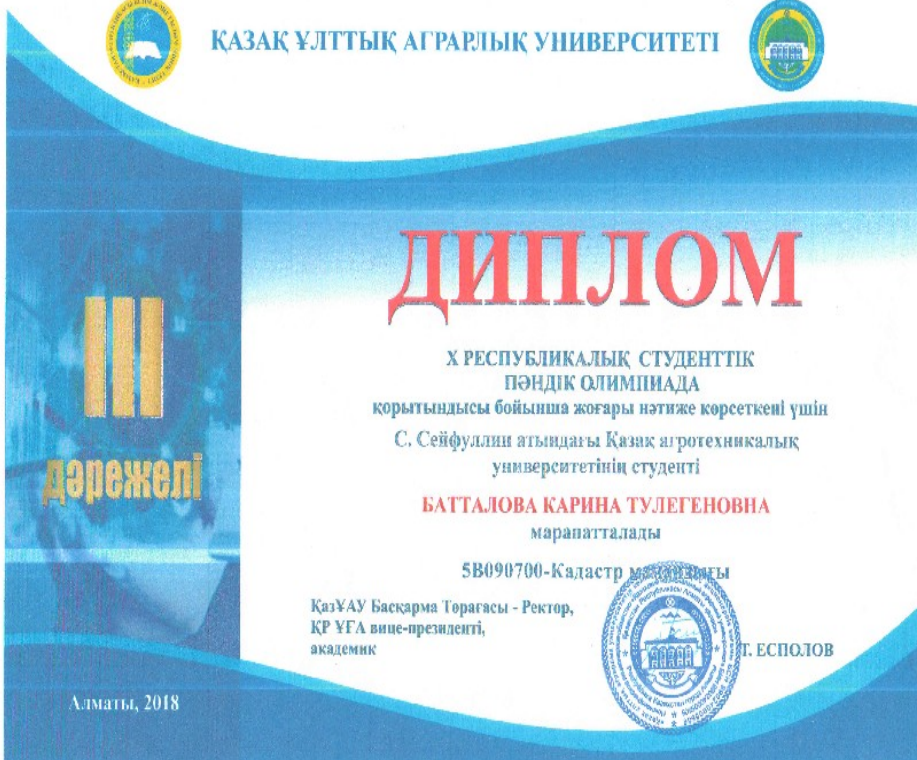 ҚАЗАҚ ҰЛТТЫҚ АГРАРЛЫҚ УНИВЕРСИТЕТІ
ДИПЛОМ
III
дәрежелі
X РЕСПУБЛИКАЛЫҚ СТУДЕНТТІК
ПӘНДІК ОЛИМПИАДА
қорытындысы бойынша жоғары нәтиже көрсеткені үшін
С. Сейфуллин атындағы Қазақ агротехникалық
университетінің студенті
БАТТАЛОВА КАРИНА ТУЛЕГЕНОВНА
марапатталады
5В090700-Кадастр
ҚазҰАУ Басқарма Төрағасы - Ректор,
ҚР ҰҒА вице-президенті,
академик
Т. ЕСПОЛОВ
Алматы, 2018